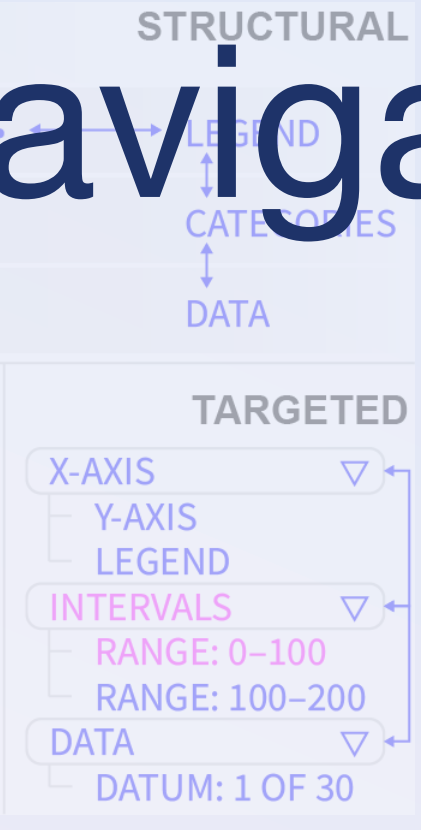 STRUCTURAL
aviga
LEGEND
CATEGORIES
DATA
TARGETED
X-AXIS
Y-AXIS
LEGEND
INTERVALS
RANGE: 0–100
RANGE: 100–200
DATA
DATUM: 1 OF 30